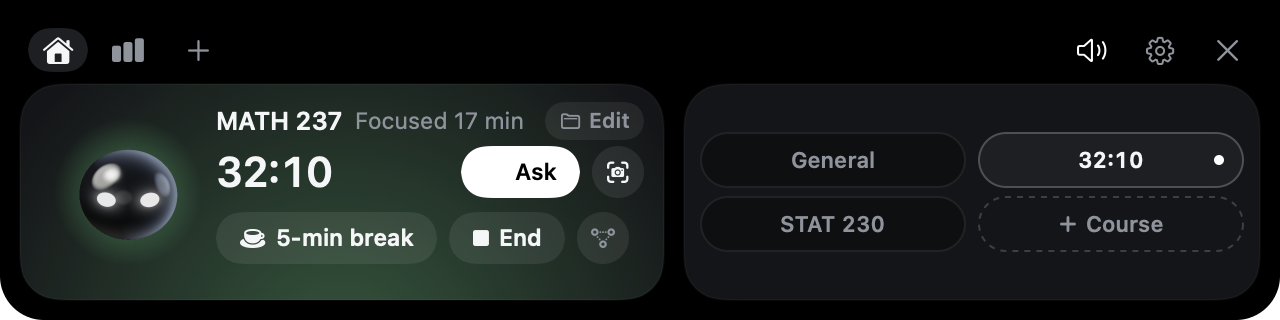 MATH 237 Focused 17 min Edit
32:10 Ask
5-min break End
General 32:10
STAT 230 + Course